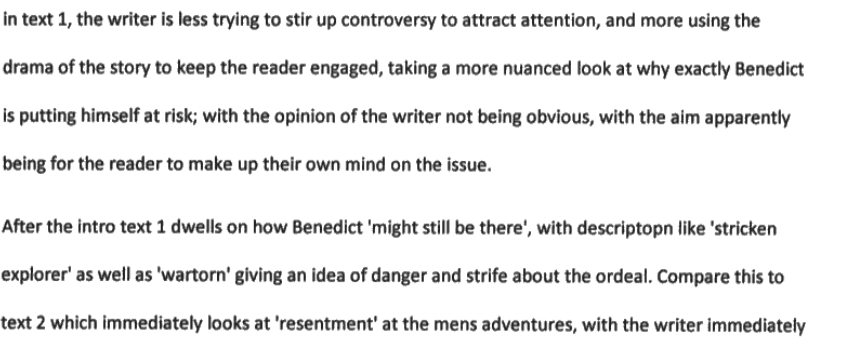 in text 1, the writer is less trying to stir up controversy to attract attention, and more using the
drama of the story to keep the reader engaged, taking a more nuanced look at why exactly Benedict
is putting himself at risk; with the opinion of the writer not being obvious, with the aim apparently
being for the reader to make up their own mind on the issue.
After the intro text 1 dwells on how Benedict 'might still be there', with descriptopn like 'stricken
explorer' as well as 'wartorn' giving an idea of danger and strife about the ordeal. Compare this to
text 2 which immediately looks at 'resentment' at the mens adventures, with the writer immediately